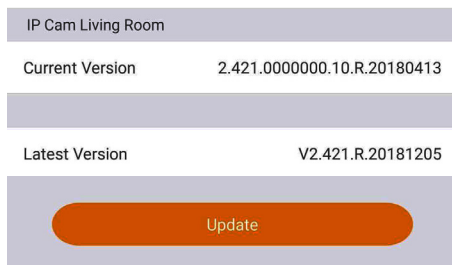 IP Cam Living Room
Current Version 2.421.0000000.10.R.20180413
Latest Version V2.421.R.20181205
Update